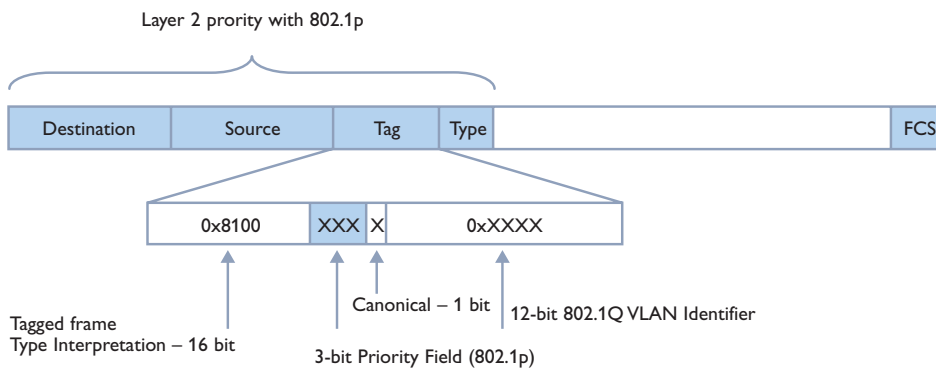 Layer 2 prority with 802.1p
Destination Source Tag Type FCS
0x8100 XXX X 0xXXXX
Canonical – 1 bit
12-bit 802.1Q VLAN Identifier
Tagged frame
Type Interpretation – 16 bit
3-bit Priority Field (802.1p)